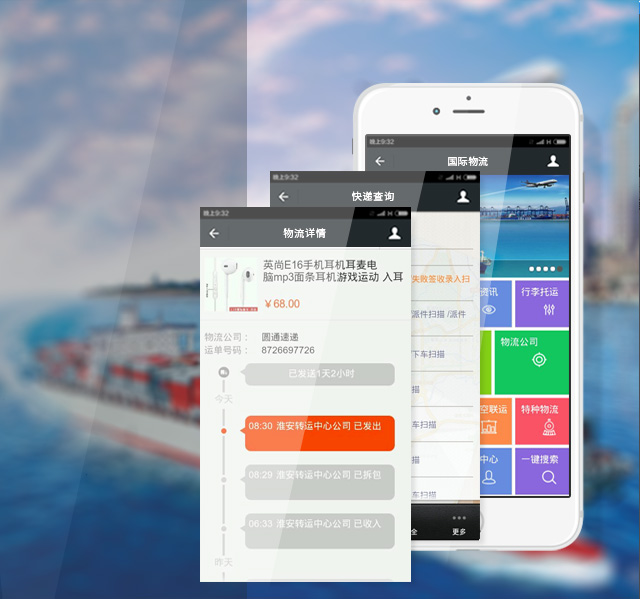 晚上9:32
国际物流
资讯
行李托运
物流公司
空联运
特种物流
中心
一键搜索
晚上9:32
快递查询
失败签收录入扫
派件扫描 /派件
下车扫描
描
车扫描
描
车扫描
全
更多
晚上9:32
物流详情
英尚E16手机耳机耳麦电
脑mp3面条耳机游戏运动 入耳
￥68.00
物流公司： 圆通速递
运单号码： 8726697726
已发送1天2小时
今天
08:30 淮安转运中心公司 已发出
08:29 淮安转运中心公司 已拆包
08:33 淮安转运中心公司 已收入
昨天